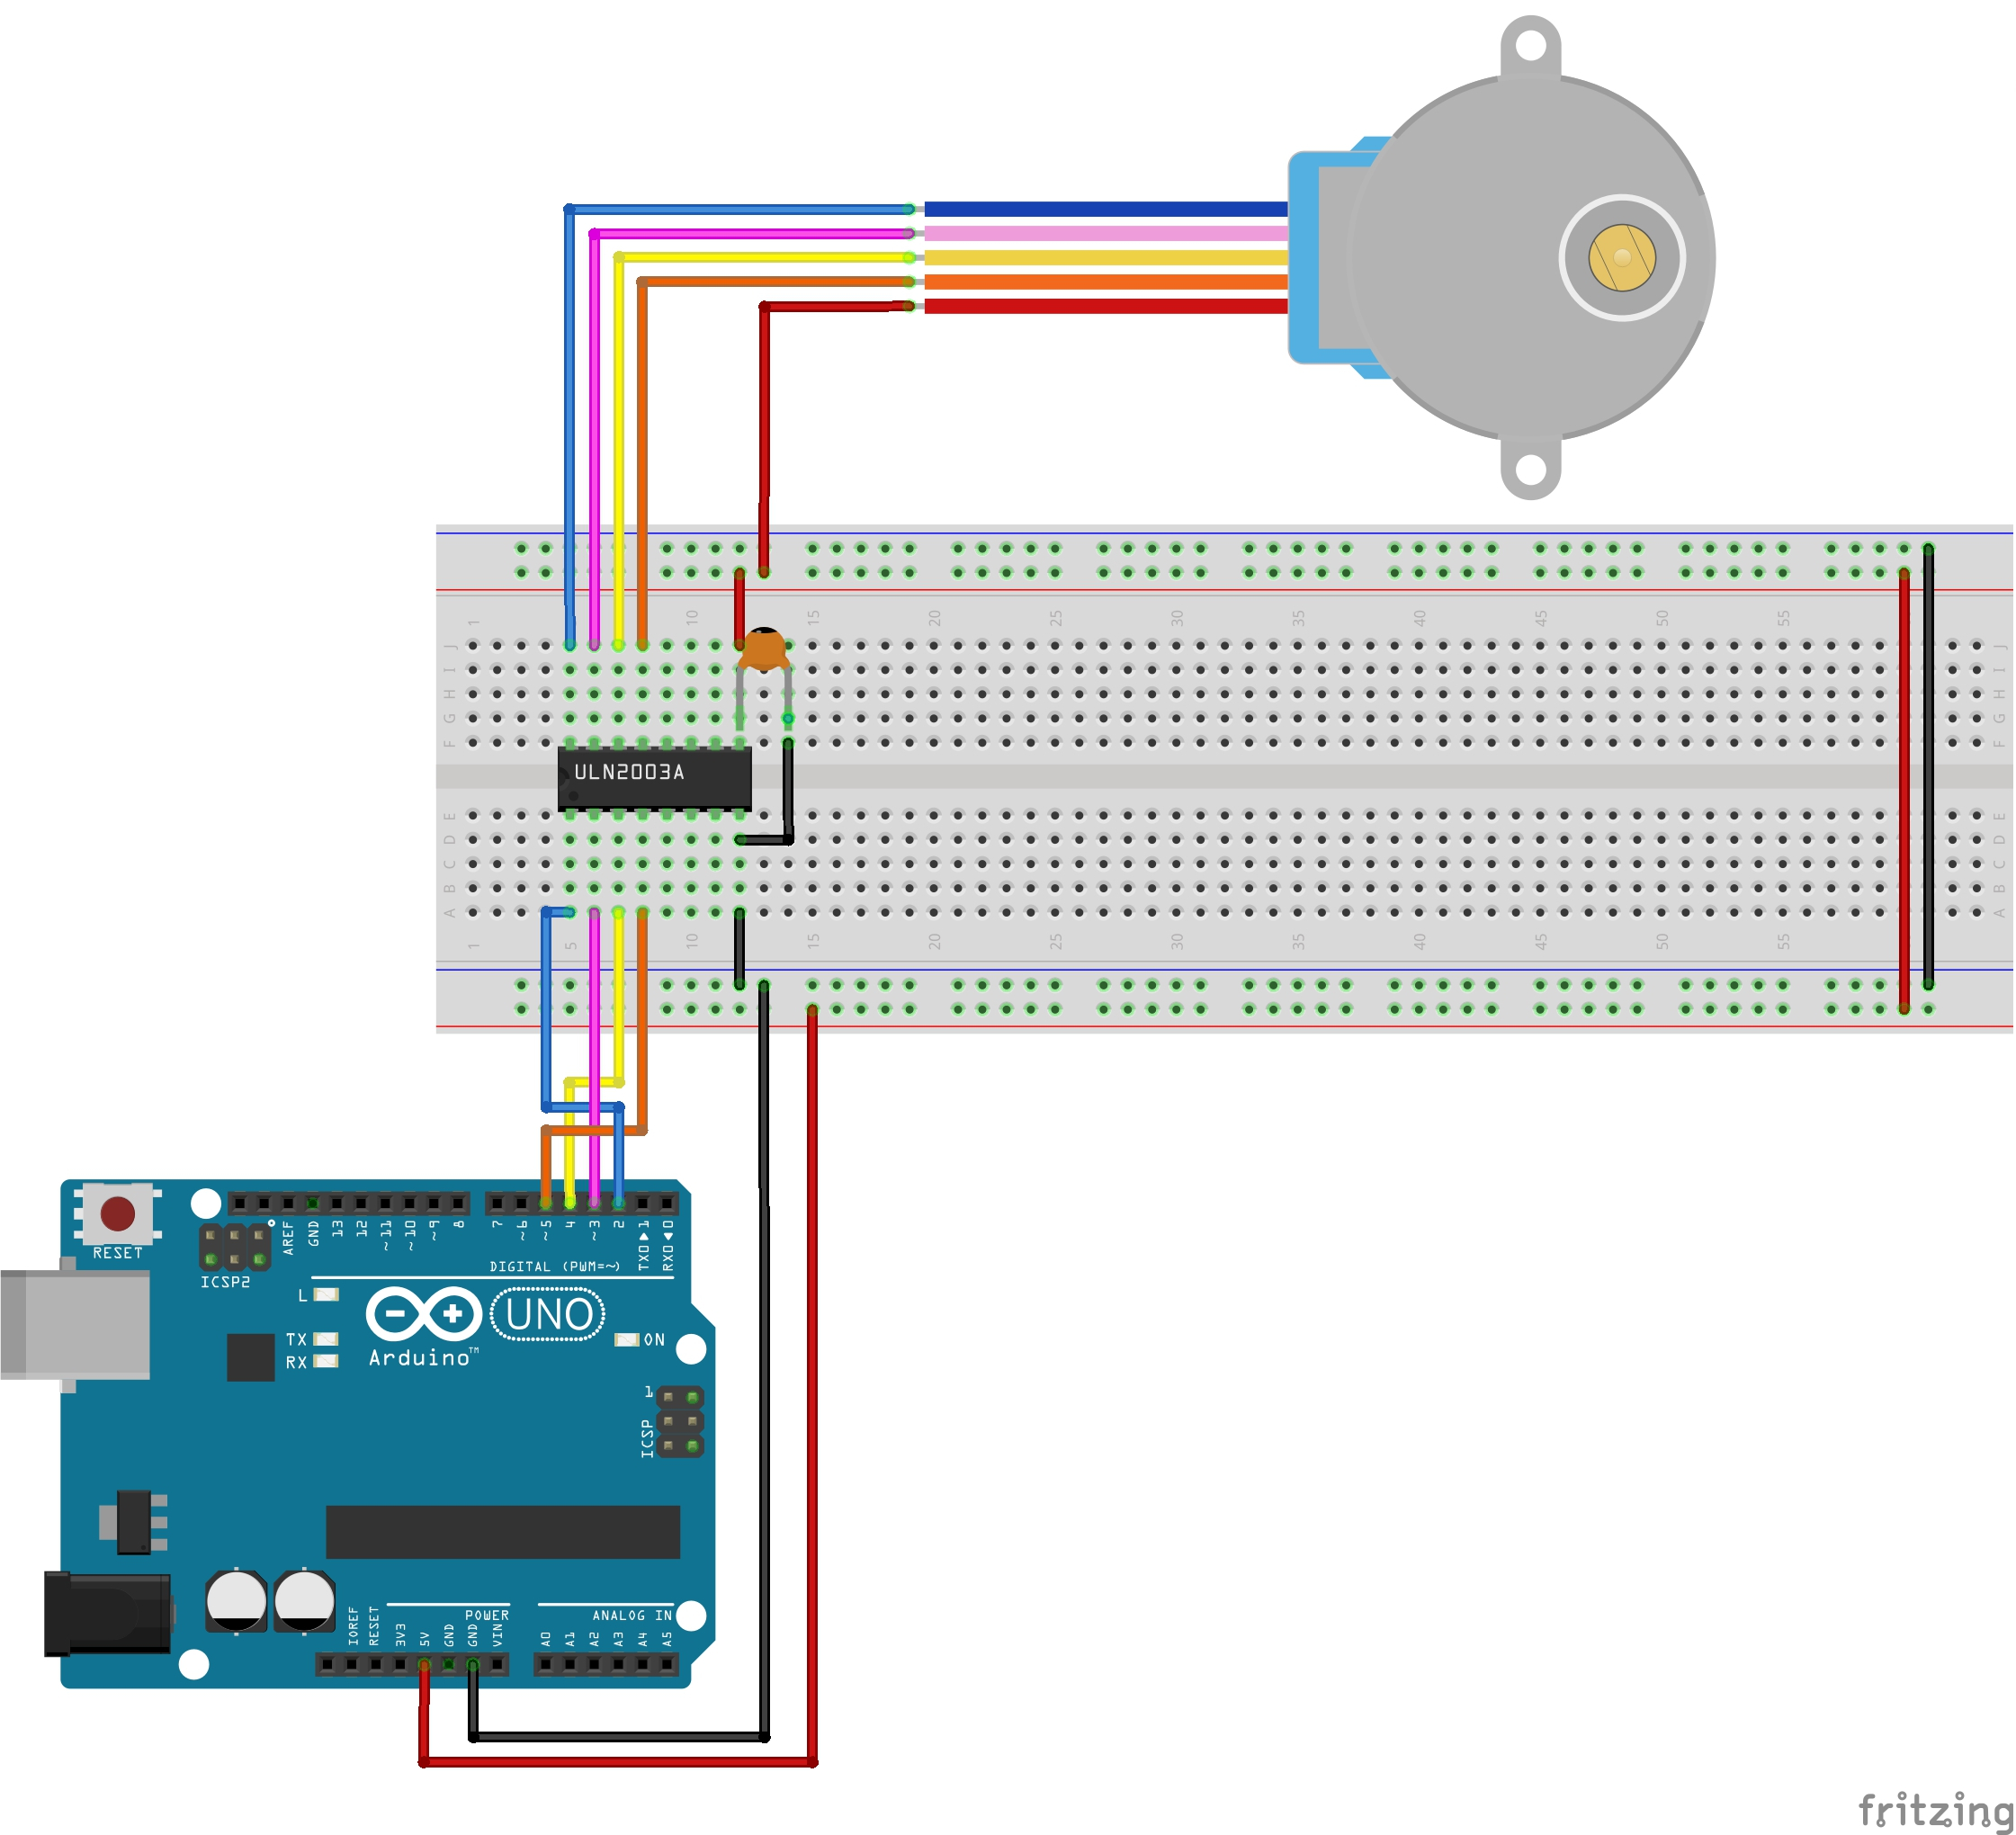 1 10 15 20 25 30 35 40 45 50 55
J J
I I
H H
G G
F F
ULN2003A
E E
D D
C C
B B
A A
1 5 10 15 20 25 30 35 40 45 50 55
RESET
ICSP2
AREF GND 13 12 ~11 ~10 ~9 8 7 ~6 ~5 4 ~3 2 TX0▶1 RX0◀0
DIGITAL (PWM=~)
L
TX
RX
UNO
Arduino™
ON
1
ICSP
POWER
ANALOG IN
IOREF RESET 3V3 5V GND GND VIN A0 A1 A2 A3 A4 A5
fritzing